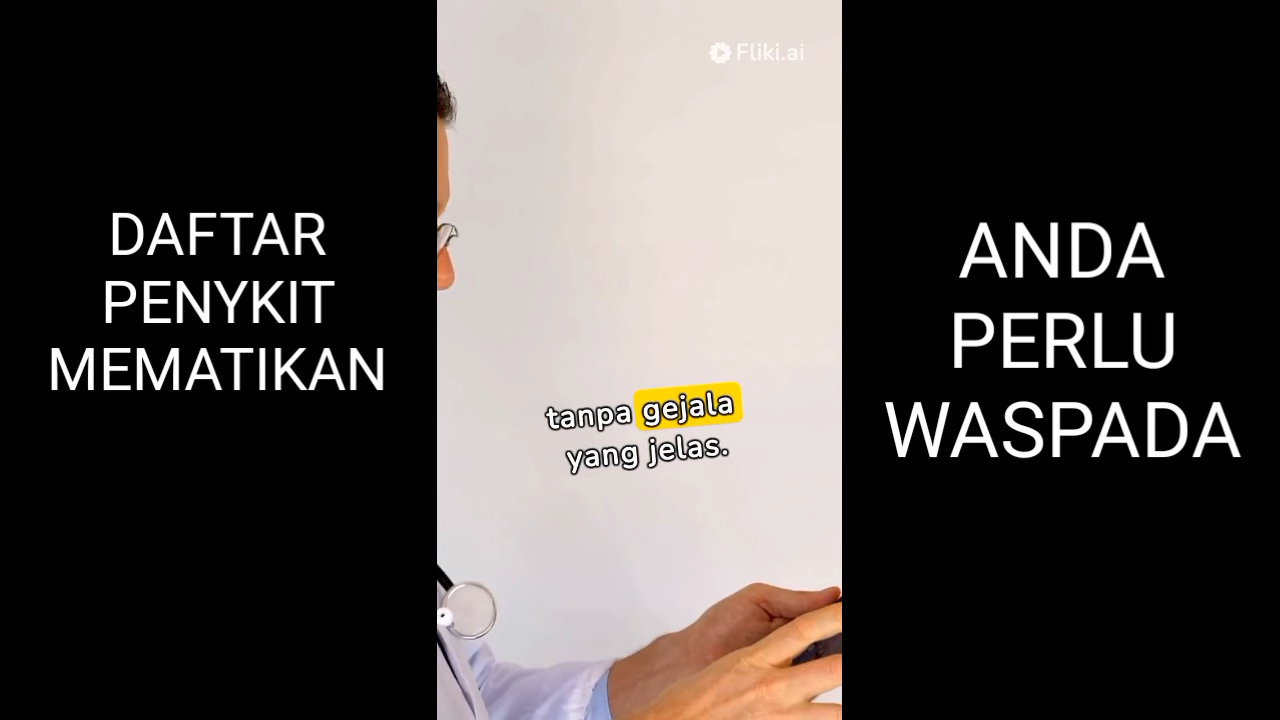 DAFTAR
PENYKIT
MEMATIKAN
Fliki.ai
tanpa gejala
yang jelas.
ANDA
PERLU
WASPADA